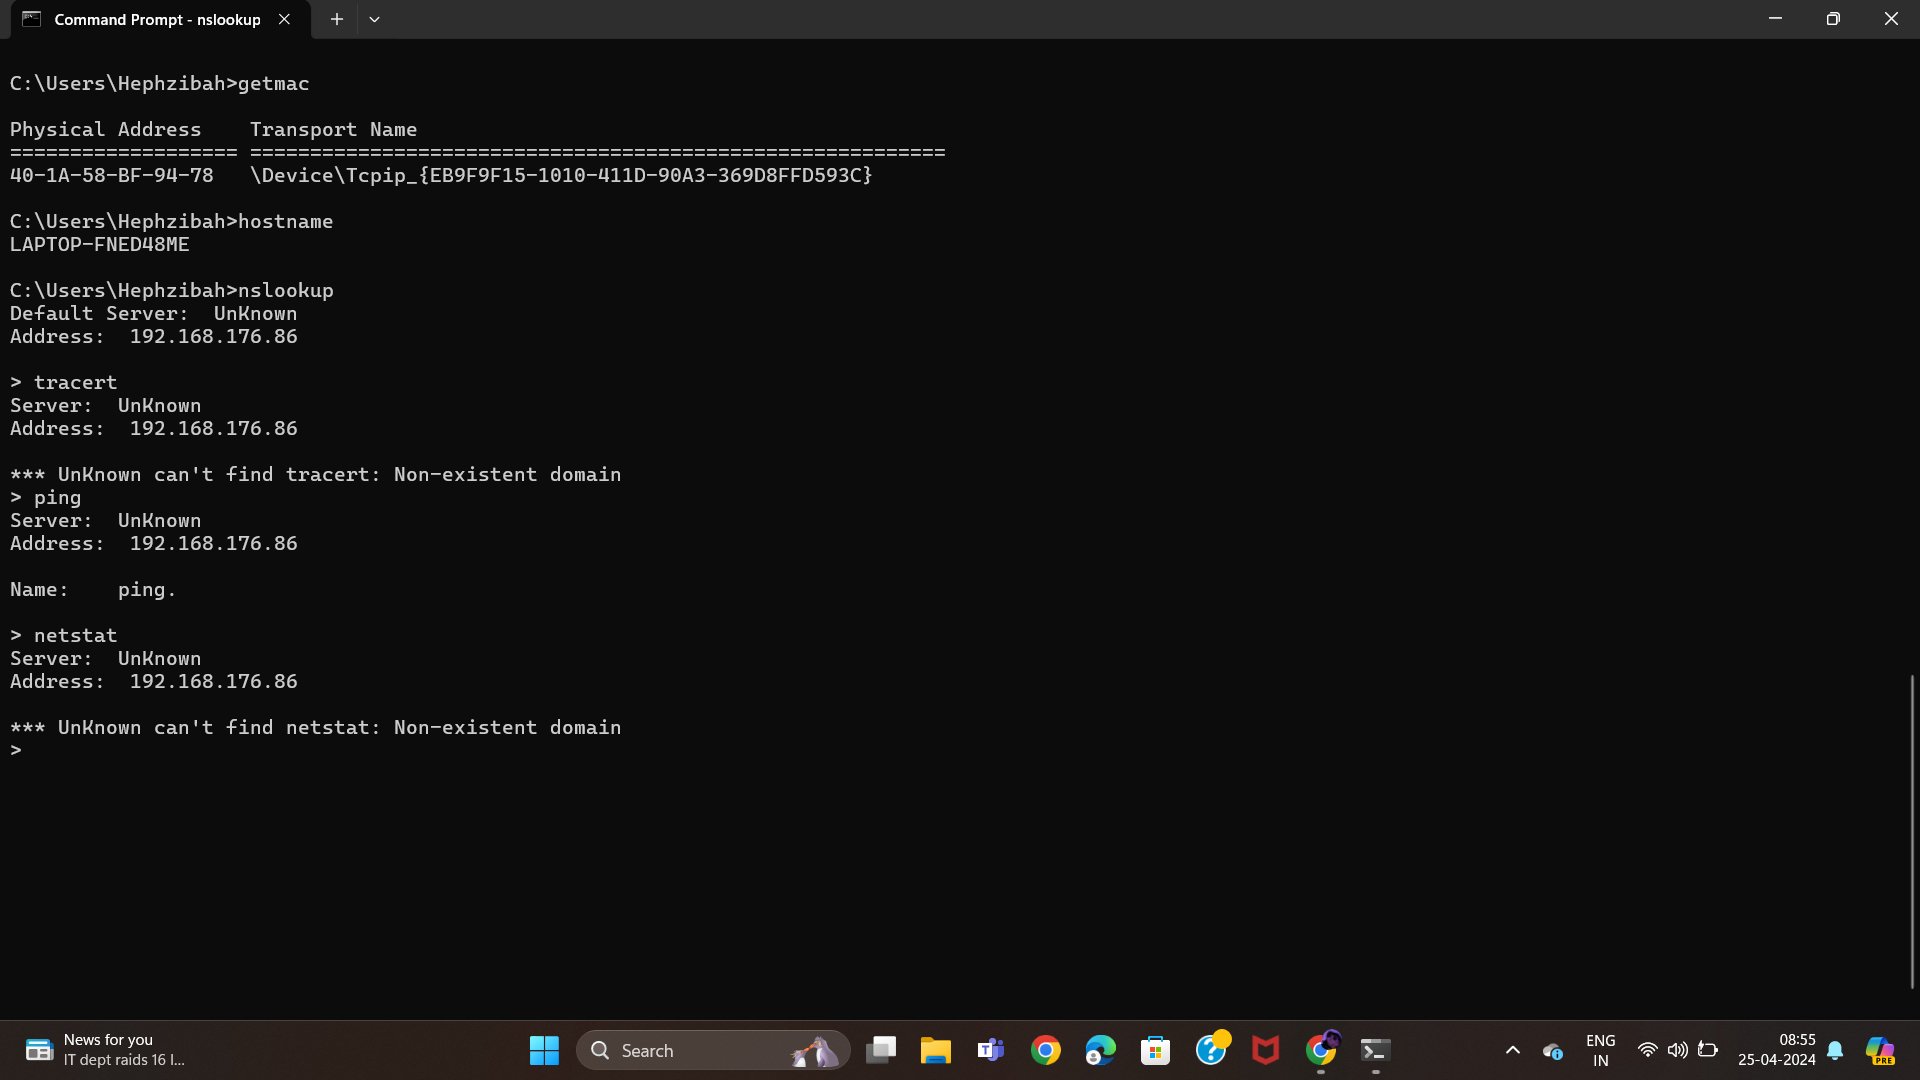 Command Prompt - nslookup
C:\Users\Hephzibah>getmac
Physical Address    Transport Name
=================== ==========================================================
40-1A-58-BF-94-78   \Device\Tcpip_{EB9F9F15-1010-411D-90A3-369D8FFD593C}
C:\Users\Hephzibah>hostname
LAPTOP-FNED48ME
C:\Users\Hephzibah>nslookup
Default Server:  UnKnown
Address:  192.168.176.86
> tracert
Server:  UnKnown
Address:  192.168.176.86
*** UnKnown can't find tracert: Non-existent domain
> ping
Server:  UnKnown
Address:  192.168.176.86
Name:    ping.
> netstat
Server:  UnKnown
Address:  192.168.176.86
*** UnKnown can't find netstat: Non-existent domain
>
News for you
IT dept raids 16 l...
Search
ENG
IN
08:55
25-04-2024
PRE